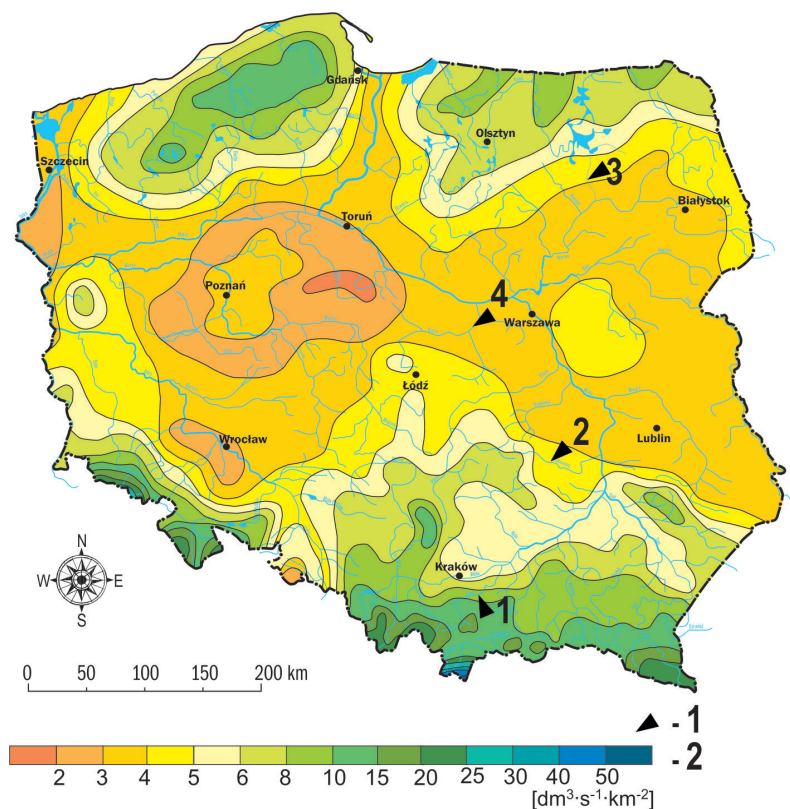 Gdańsk
Olsztyn
Szczecin
3
Białystok
Toruń
Poznań
4
Warszawa
Łódź
2
Wrocław
Lublin
N
W E
S
Kraków
1
0 50 100 150 200 km
- 1
- 2
2 3 4 5 6 8 10 15 20 25 30 40 50
[dm³·s⁻¹·km⁻²]